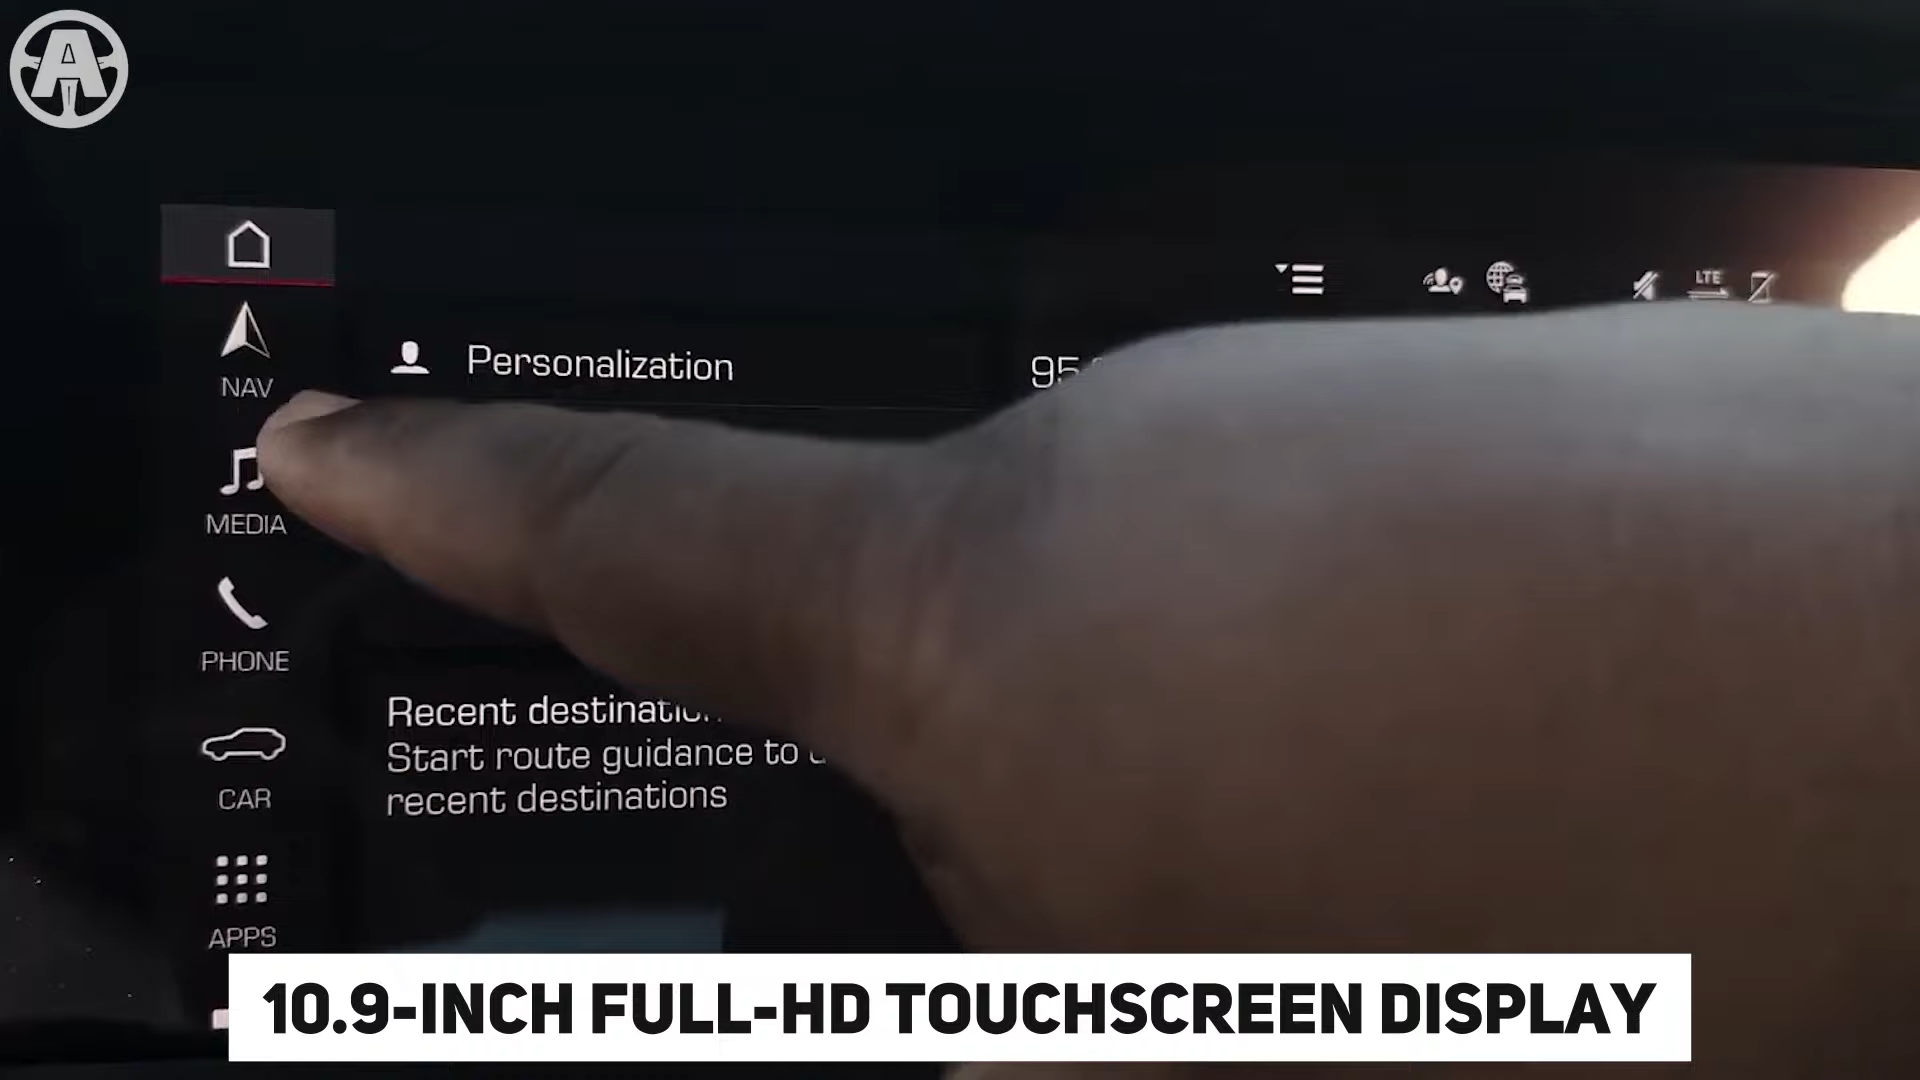 A
LTE
Personalization
95
NAV
MEDIA
PHONE
Recent
Start route guidance to
recent destinations
CAR
APPS
10.9-INCH FULL-HD TOUCHSCREEN DISPLAY